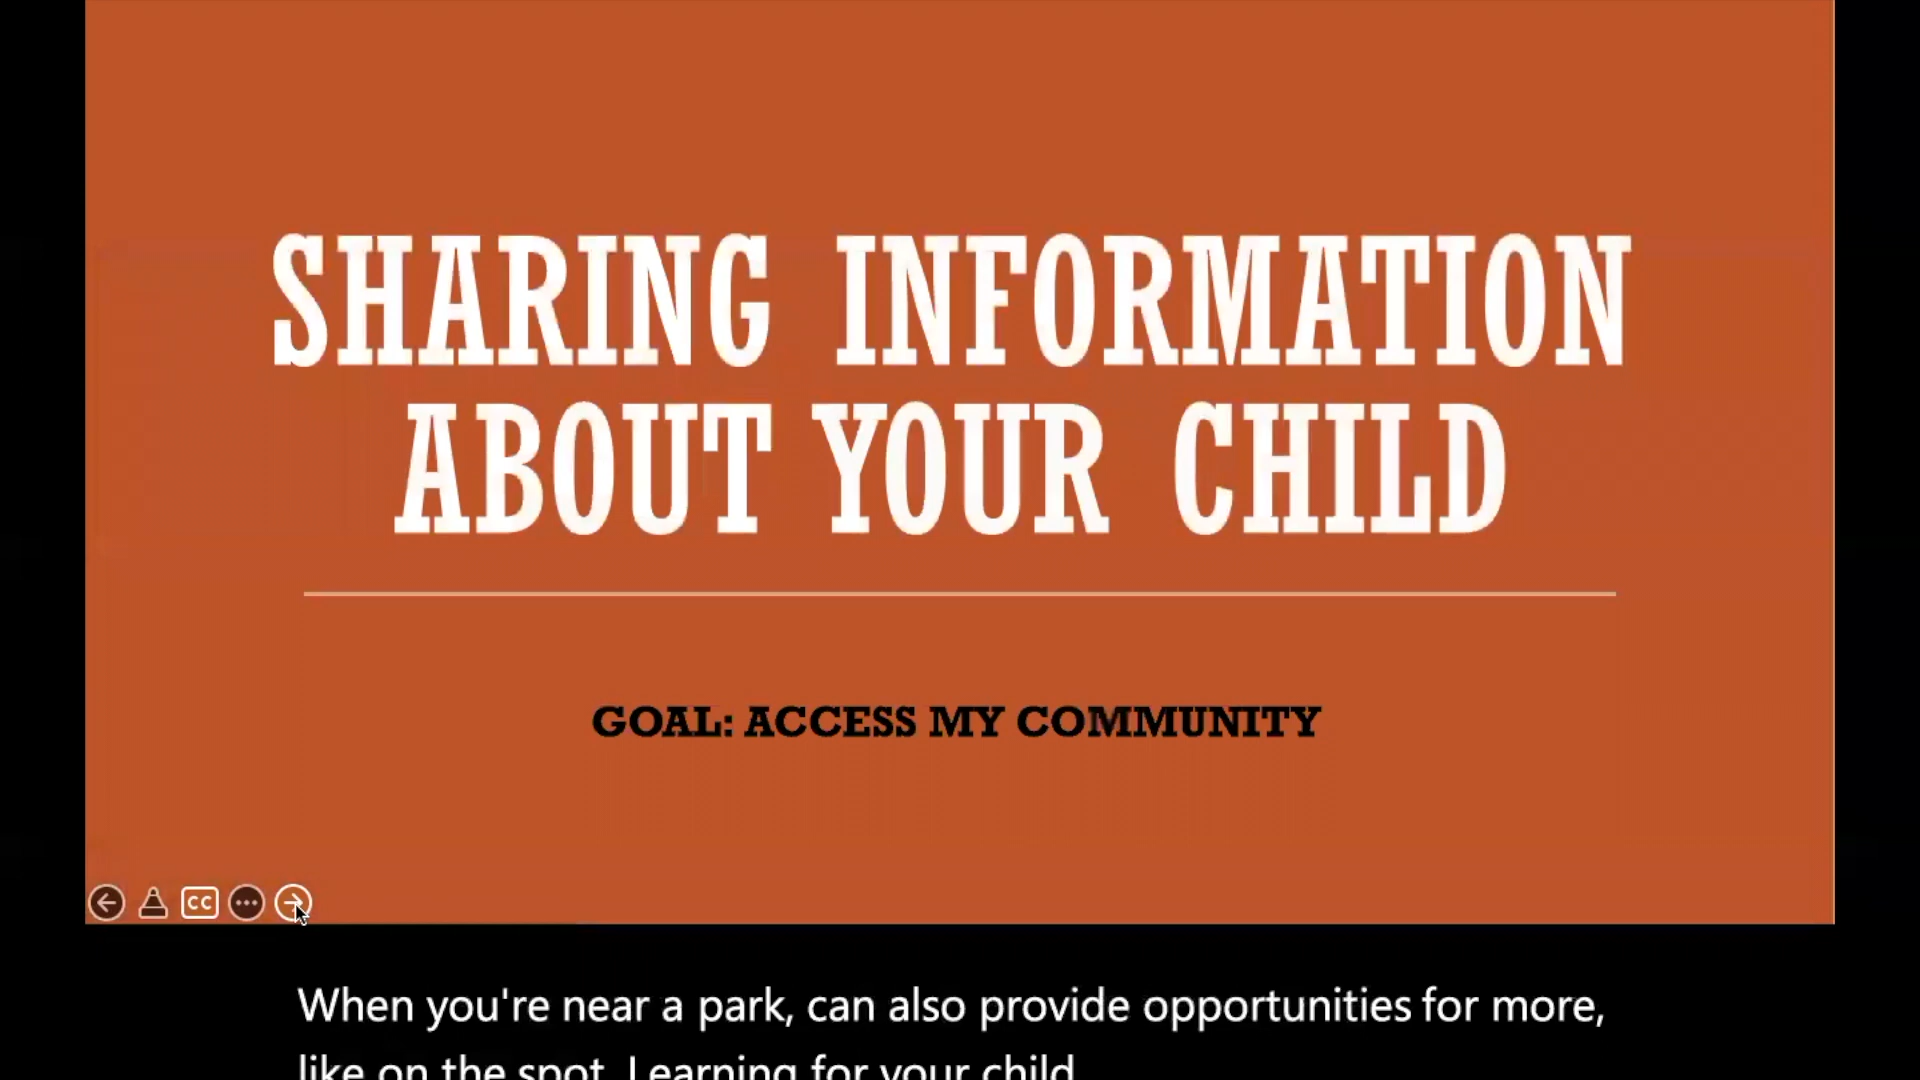 SHARING INFORMATION
ABOUT YOUR CHILD
GOAL: ACCESS MY COMMUNITY
CC
When you're near a park, can also provide opportunities for more,
like on the spot. Learning for your child